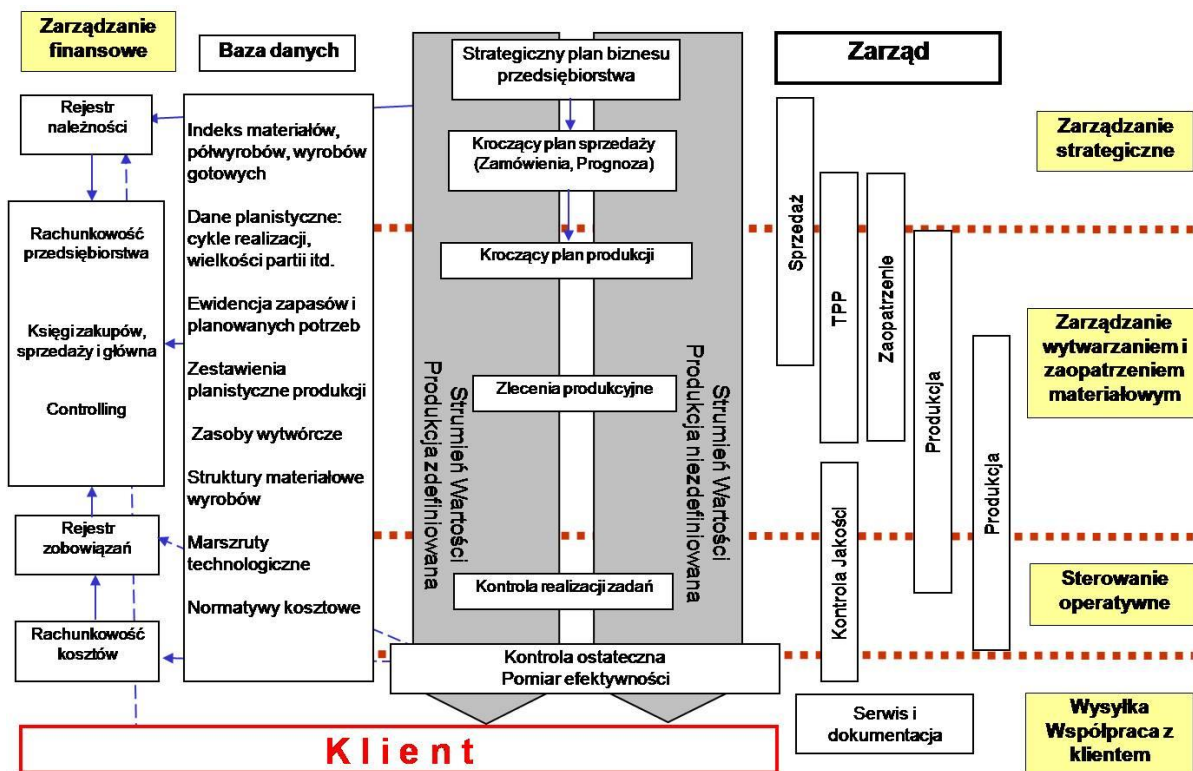 Zarządzanie
finansowe
Baza danych
Rejestr
należności
Rachunkowość
przedsiębiorstwa
Księgi zakupów,
sprzedaży i główna
Controlling
Rejestr
zobowiązań
Rachunkowość
kosztów
Indeks materiałów,
półwyrobów, wyrobów
gotowych
Dane planistyczne:
cykle realizacji,
wielkości partii itd.
Ewidencja zapasów i
planowanych potrzeb
Zestawienia
planistyczne produkcji
Zasoby wytwórcze
Struktury materiałowe
wyrobów
Marszruty
technologiczne
Normatywy kosztowe
Strategiczny plan biznesu
przedsiębiorstwa
Kroczący plan sprzedaży
(Zamówienia, Prognoza)
Kroczący plan produkcji
Zlecenia produkcyjne
Kontrola realizacji zadań
Kontrola ostateczna
Pomiar efektywności
Strumień Wartości
Produkcja zdefiniowana
Strumień Wartości
Produkcja niezdefiniowana
Klient
Zarząd
Sprzedaż
TPP
Zaopatrzenie
Produkcja
Produkcja
Kontrola Jakości
Serwis i
dokumentacja
Zarządzanie
strategiczne
Zarządzanie
wytwarzaniem i
zaopatrzeniem
materiałowym
Sterowanie
operatywne
Wysyłka
Współpraca z
klientem